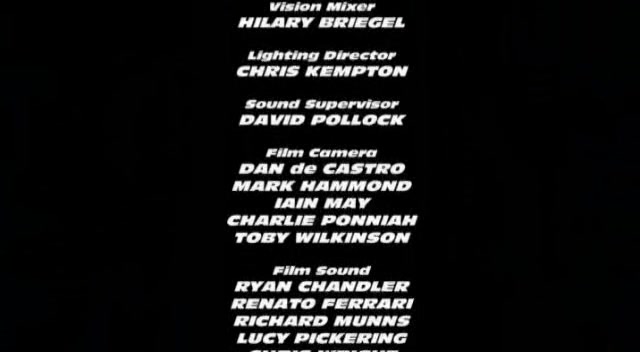 Vision Mixer
HILARY BRIEGEL
Lighting Director
CHRIS KEMPTON
Sound Supervisor
DAVID POLLOCK
Film Camera
DAN de CASTRO
MARK HAMMOND
IAIN MAY
CHARLIE PONNIAH
TOBY WILKINSON
Film Sound
RYAN CHANDLER
RENATO FERRARI
RICHARD MUNNS
LUCY PICKERING